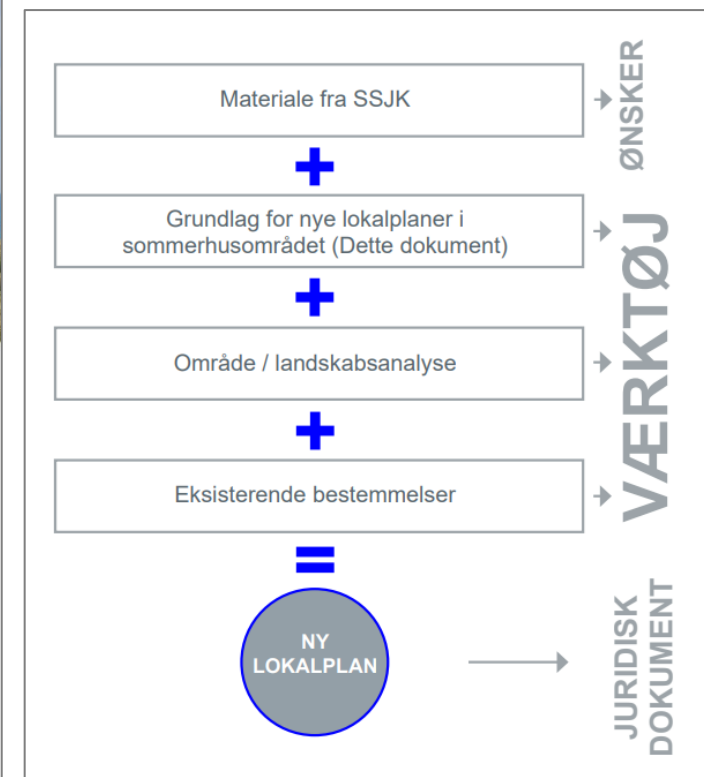 Materiale fra SSJK
ØNSKER
+
Grundlag for nye lokalplaner i
sommerhusområdet (Dette dokument)
+
Område / landskabsanalyse
VÆRKTØJ
+
Eksisterende bestemmelser
=
NY
LOKALPLAN
JURIDISK
DOKUMENT